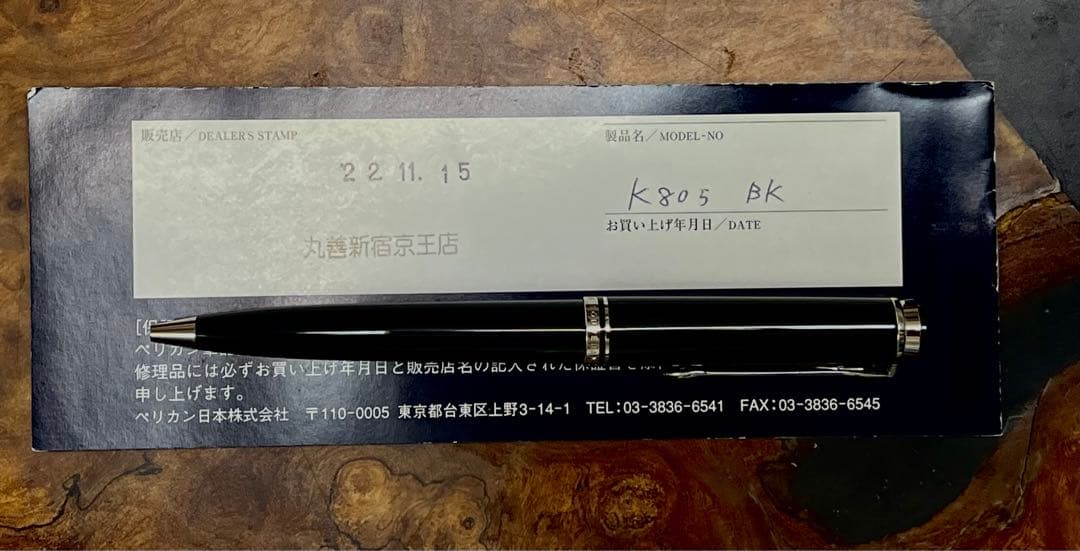 販売店／DEALER'S STAMP
22 11. 15
丸善新宿京王店
製品名／MODEL-NO
K805 BK
お買い上げ年月日／DATE
修理品には必ずお買い上げ年月日と販売店名の記入された
申し上げます。
ペリカン日本株式会社 〒110-0005 東京都台東区上野3-14-1 TEL:03-3836-6541 FAX:03-3836-6545